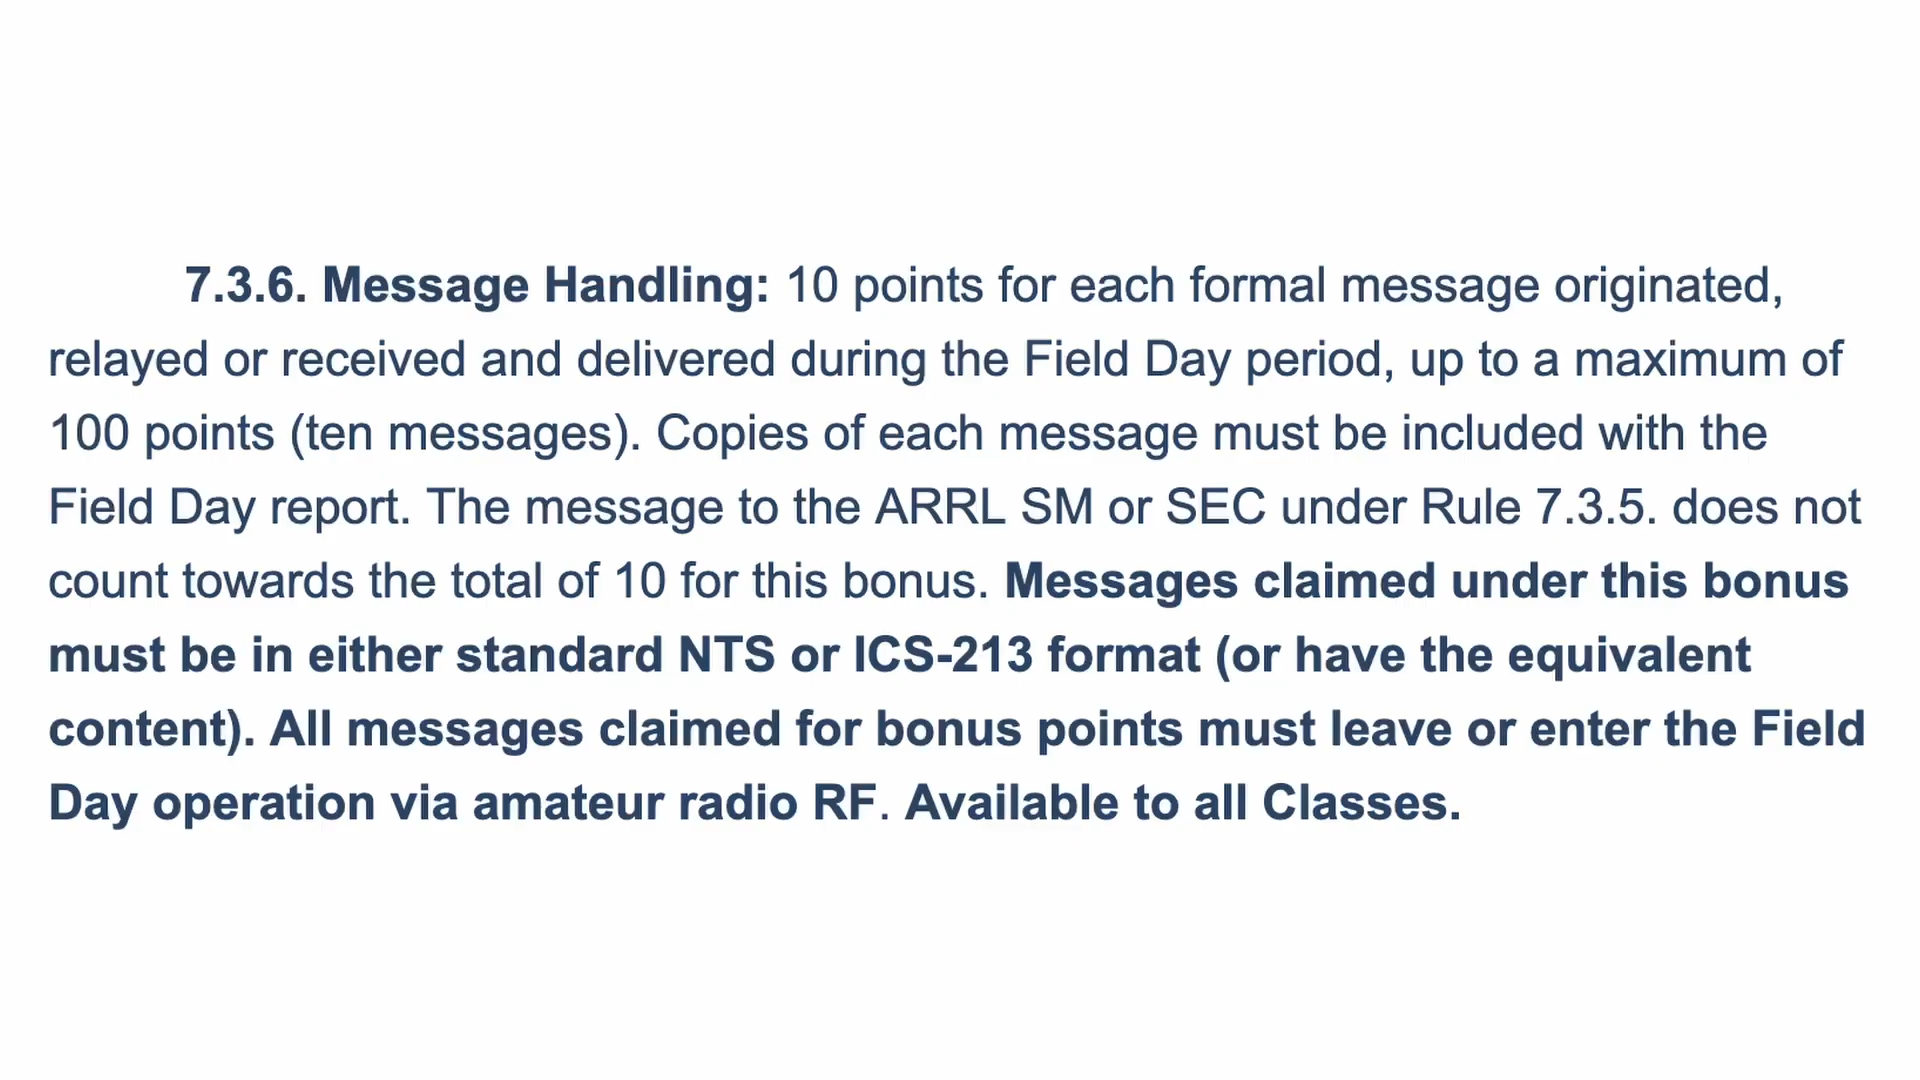 7.3.6. Message Handling: 10 points for each formal message originated,
relayed or received and delivered during the Field Day period, up to a maximum of
100 points (ten messages). Copies of each message must be included with the
Field Day report. The message to the ARRL SM or SEC under Rule 7.3.5. does not
count towards the total of 10 for this bonus. Messages claimed under this bonus
must be in either standard NTS or ICS-213 format (or have the equivalent
content). All messages claimed for bonus points must leave or enter the Field
Day operation via amateur radio RF. Available to all Classes.